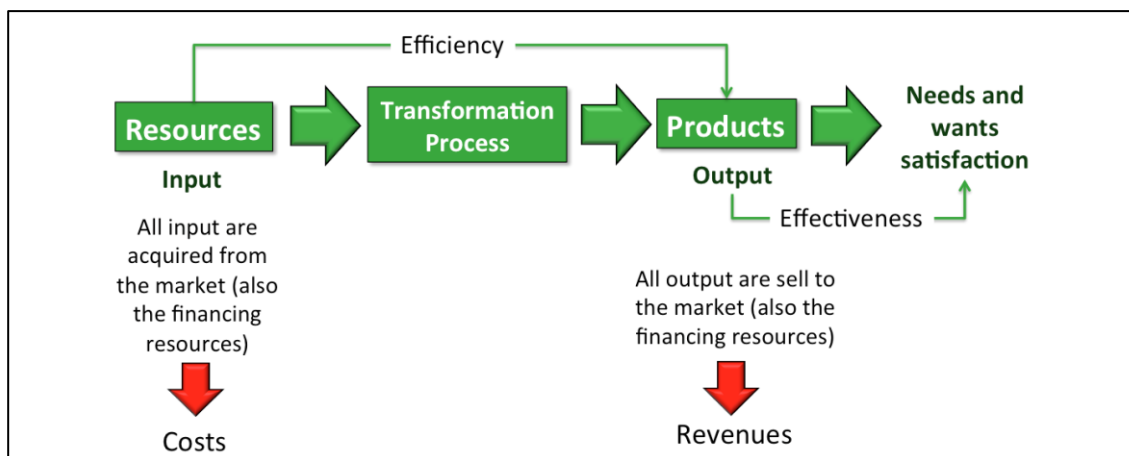 Efficiency
Resources
Transformation
Process
Products
Needs and
wants
satisfaction
Input
Output
Effectiveness
All input are
acquired from
the market (also
the financing
resources)
All output are sell to
the market (also the
financing resources)
Costs
Revenues